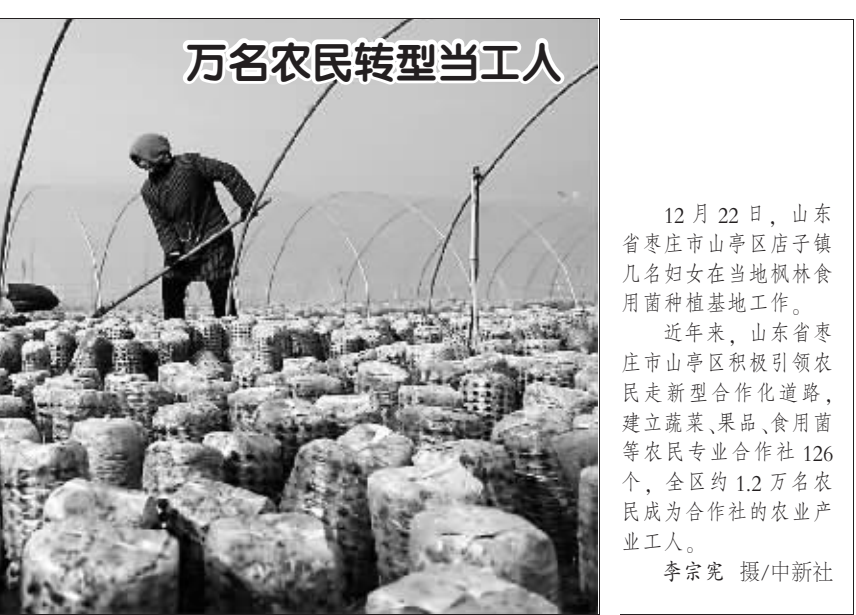 万名农民转型当工人
12 月 22 日，山东
省枣庄市山亭区店子镇
几名妇女在当地枫林食
用菌种植基地工作。
近年来，山东省枣
庄市山亭区积极引领农
民走新型合作化道路，
建立蔬菜、果品、食用菌
等农民专业合作社 126
个，全区约 1.2 万名农
民成为合作社的农业产
业工人。
李宗宪 摄/中新社